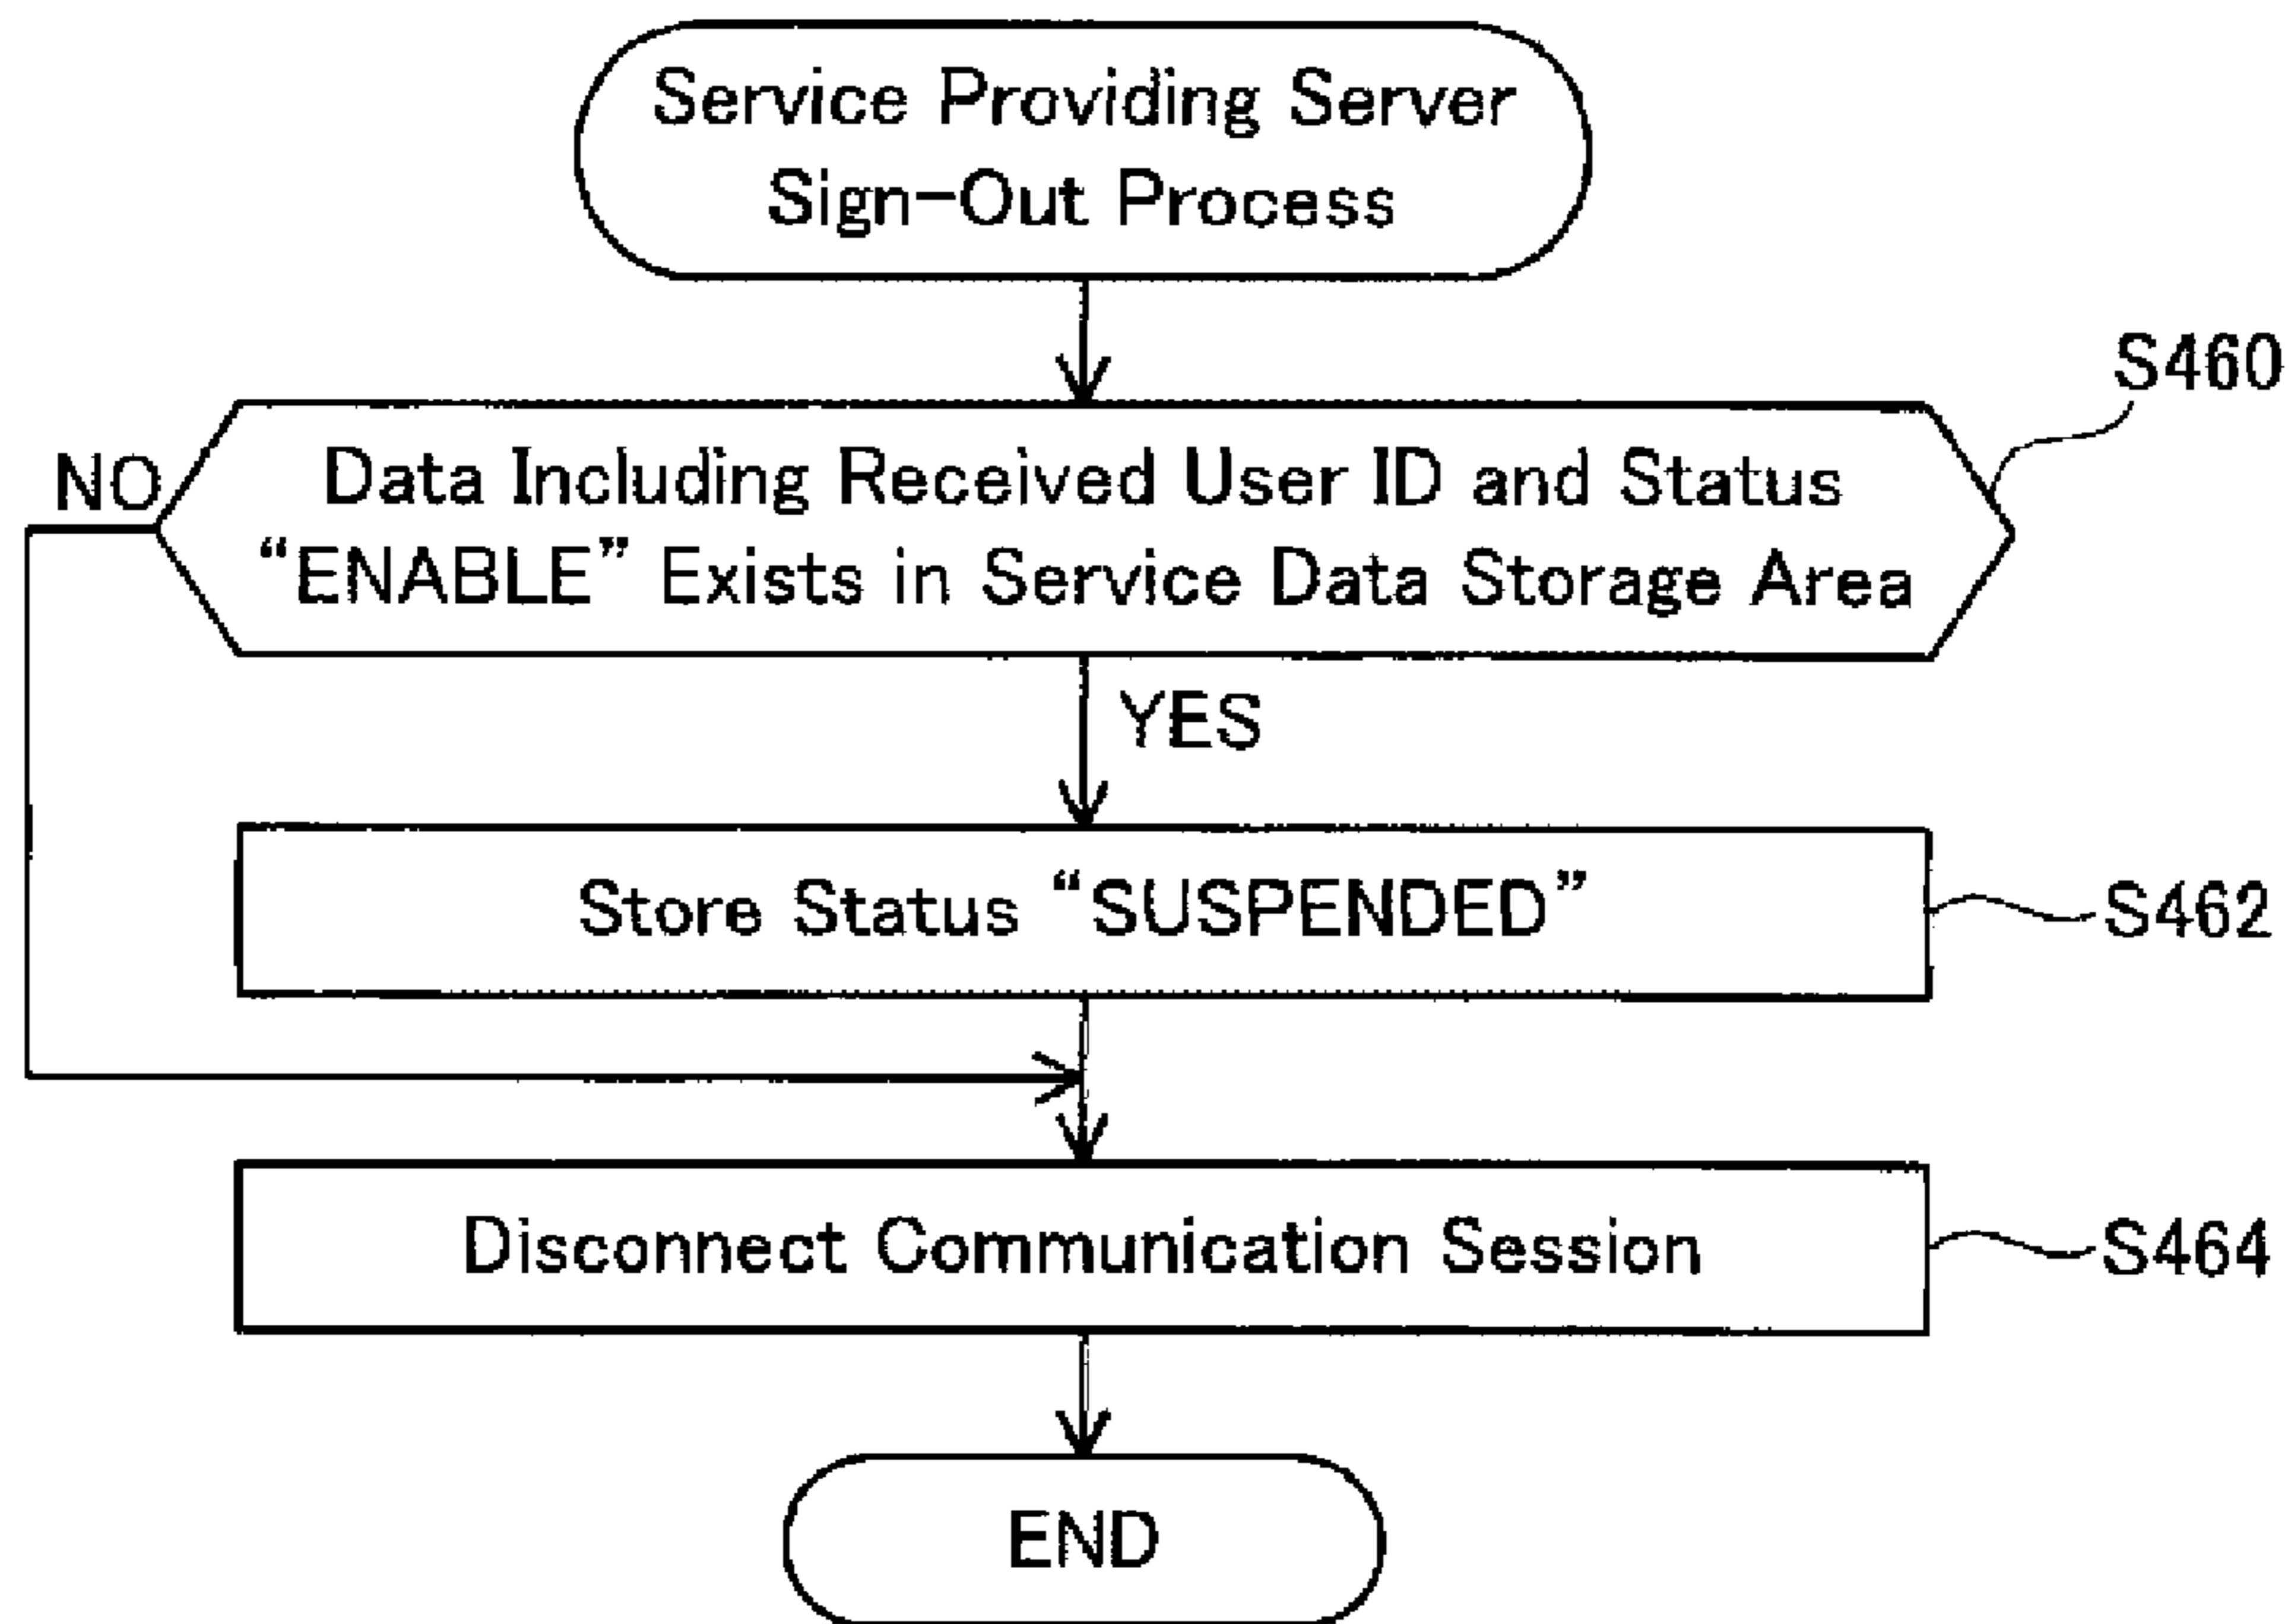 Service Providing Server
Sign-Out Process
S460
NO
Data Including Received User ID and Status
“ENABLE” Exists in Service Data Storage Area
YES
Store Status “SUSPENDED”
S462
Disconnect Communication Session
S464
END